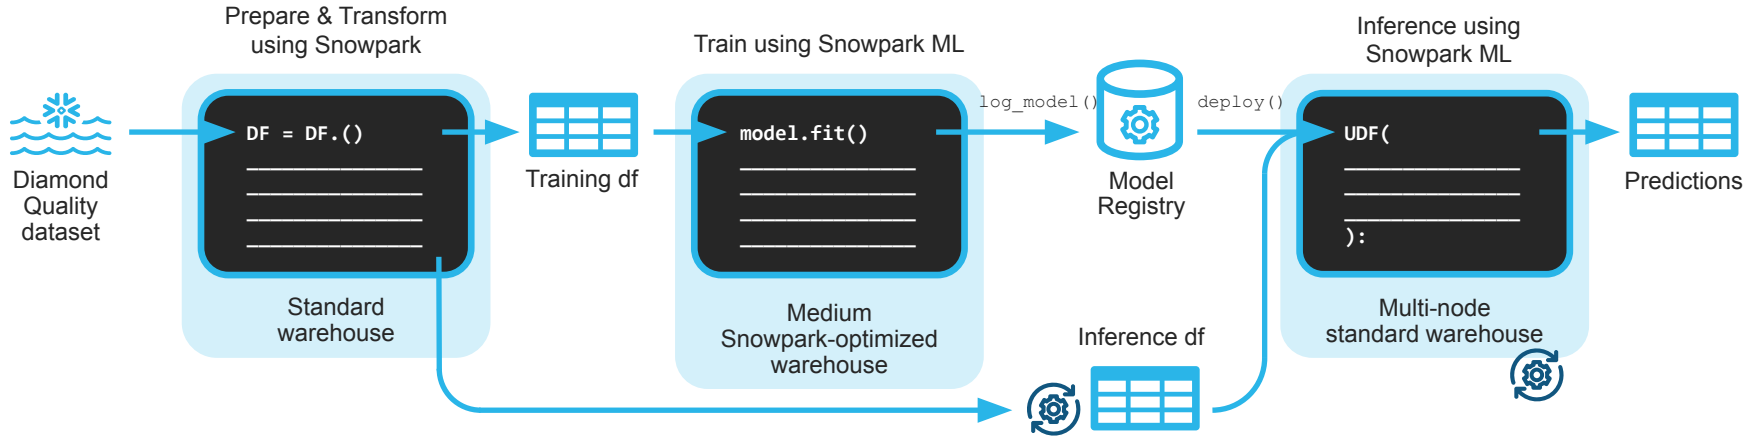 Prepare & Transform
using Snowpark
Train using Snowpark ML
Inference using
Snowpark ML
Diamond
Quality
dataset
DF = DF.()
Standard
warehouse
Training df
model.fit()
Medium
Snowpark-optimized
warehouse
log_model()
Model
Registry
deploy()
Inference df
UDF(
):
Multi-node
standard warehouse
Predictions